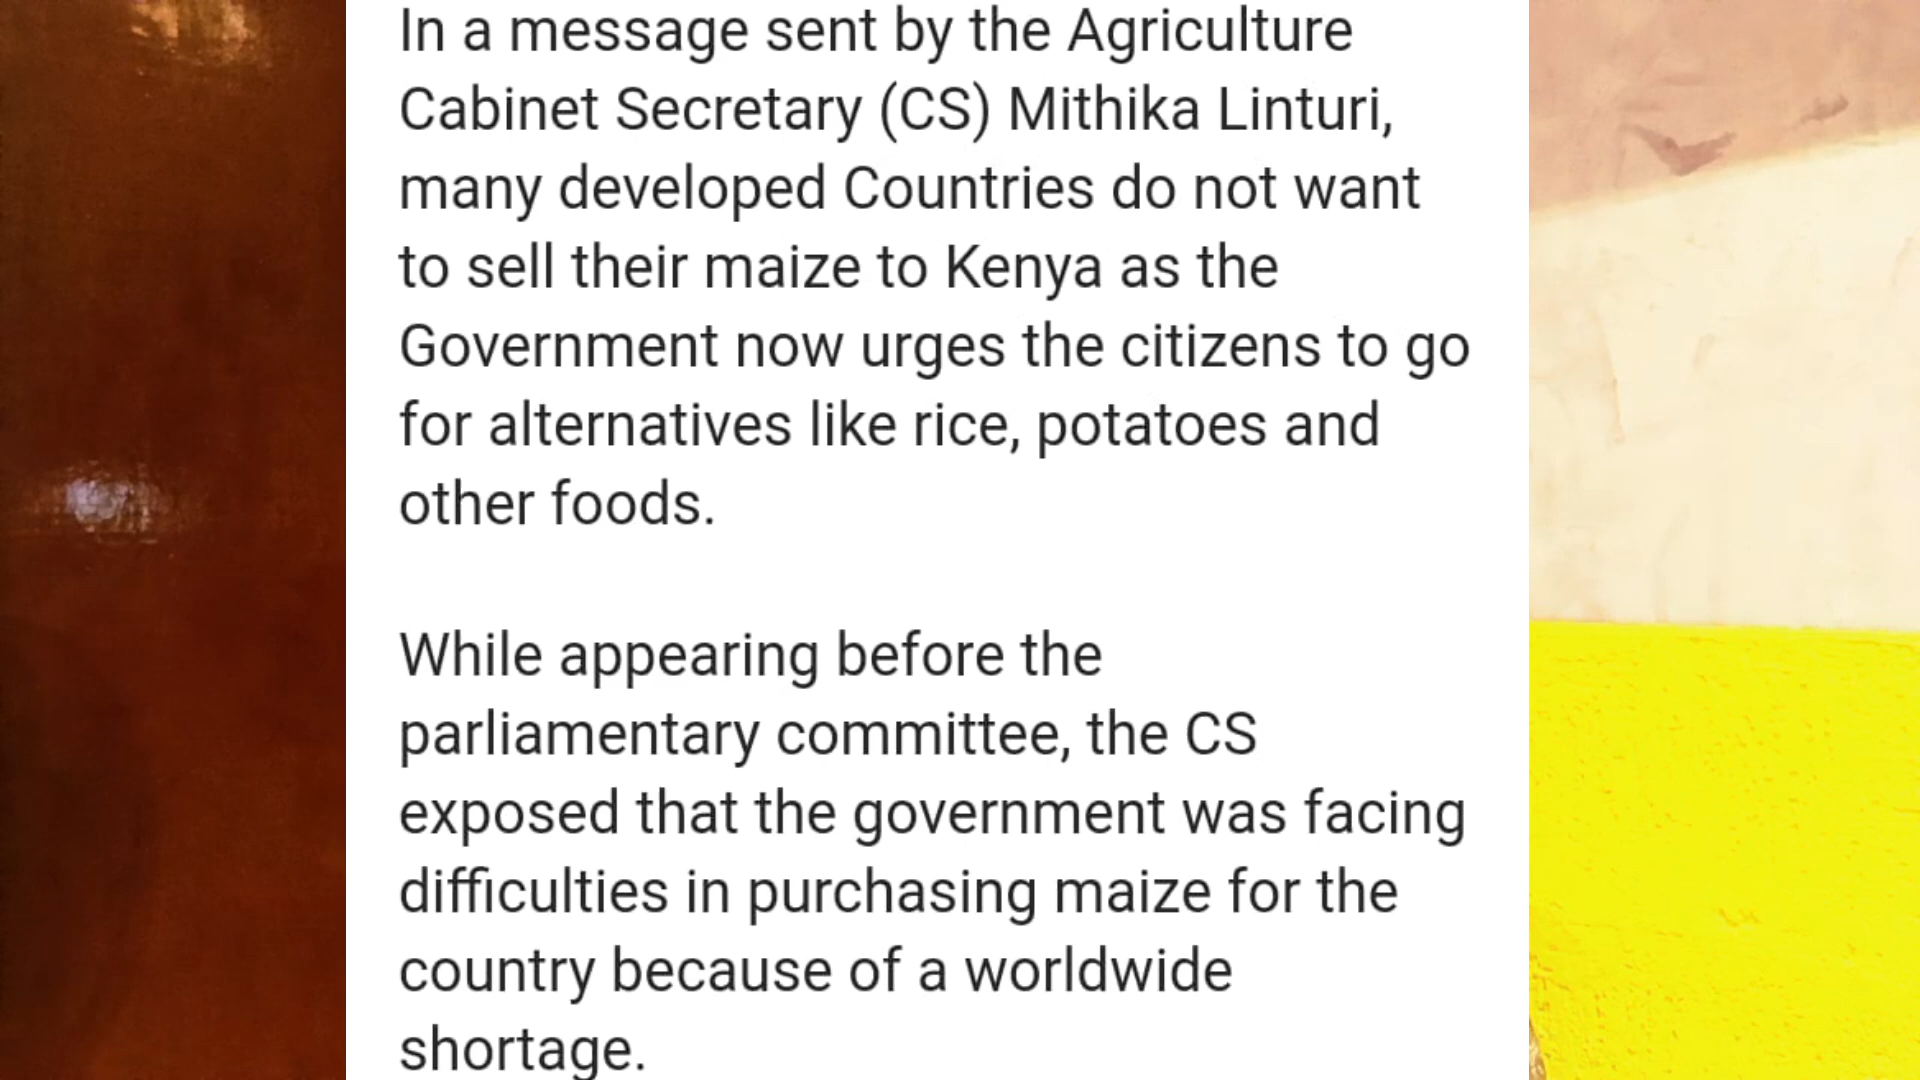 In a message sent by the Agriculture
Cabinet Secretary (CS) Mithika Linturi,
many developed Countries do not want
to sell their maize to Kenya as the
Government now urges the citizens to go
for alternatives like rice, potatoes and
other foods.
While appearing before the
parliamentary committee, the CS
exposed that the government was facing
difficulties in purchasing maize for the
country because of a worldwide
shortage.